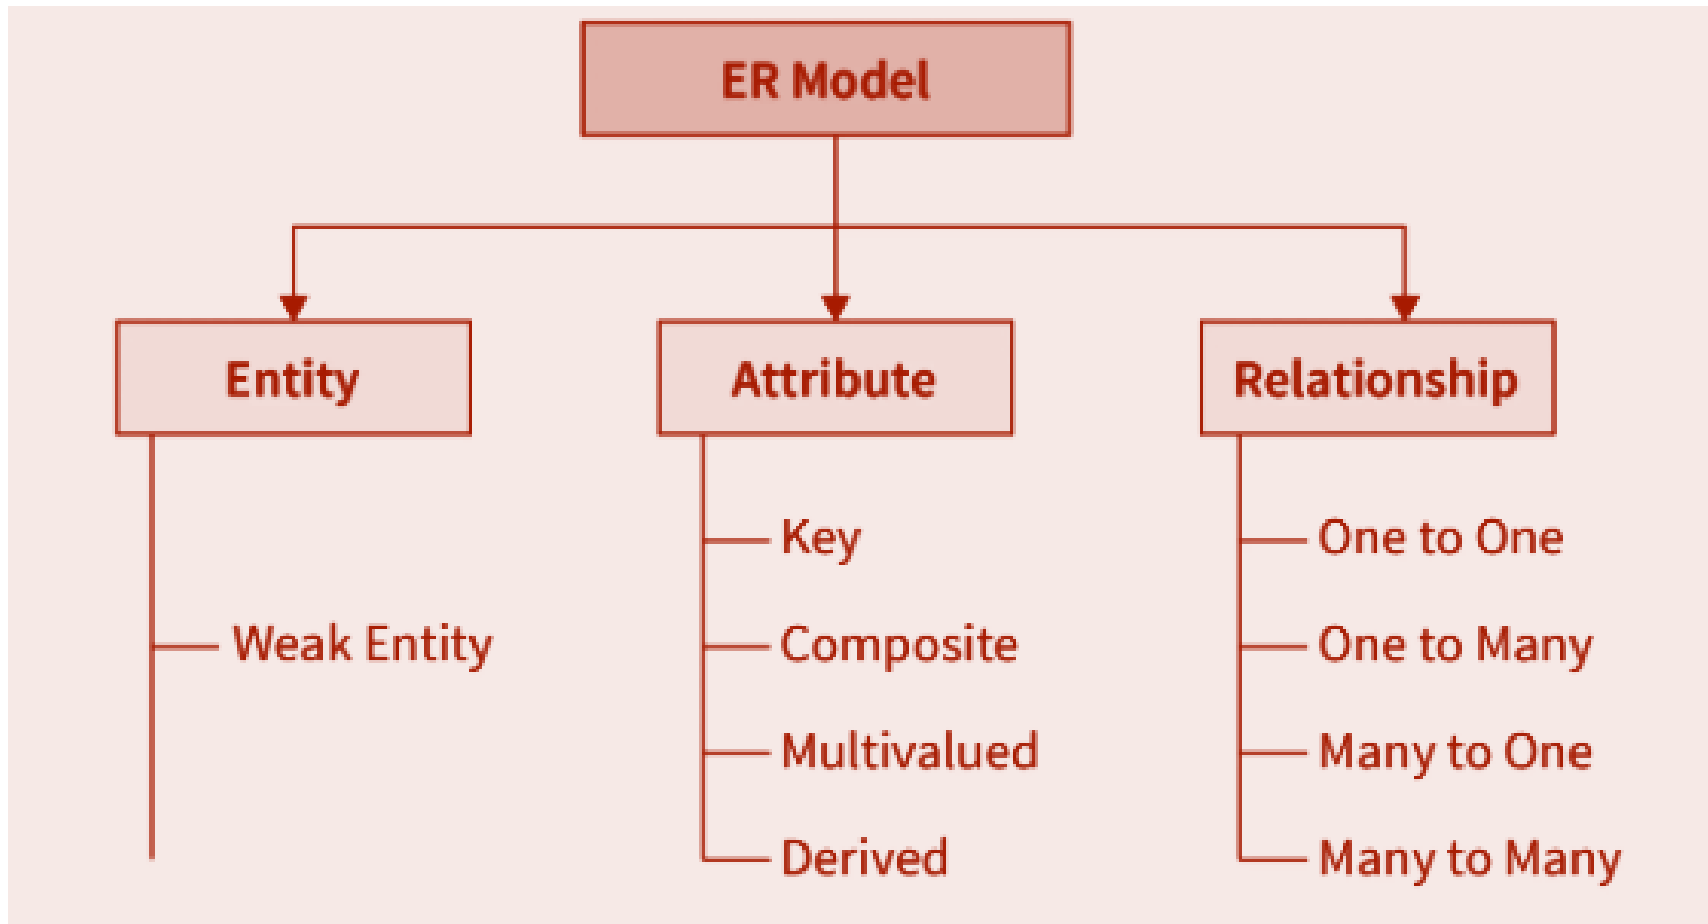 ER Model
Entity
Attribute
Relationship
Weak Entity
Key
Composite
Multivalued
Derived
One to One
One to Many
Many to One
Many to Many